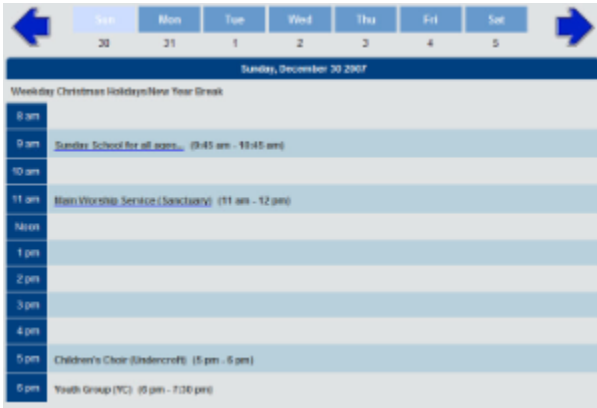 Sun Mon Tue Wed Thu Fri Sat
30 31 1 2 3 4 5
Sunday, December 30 2007
Weekday Christmas Holidays/New Year Break
8 am
9 am Sunday School for all ages... (9:45 am - 10:45 am)
10 am
11 am Main Worship Service (Sanctuary) (11 am - 12 pm)
Noon
1 pm
2 pm
3 pm
4 pm
5 pm Children's Choir (Undercroft) (5 pm - 6 pm)
6 pm Youth Group (YC) (6 pm - 7:30 pm)